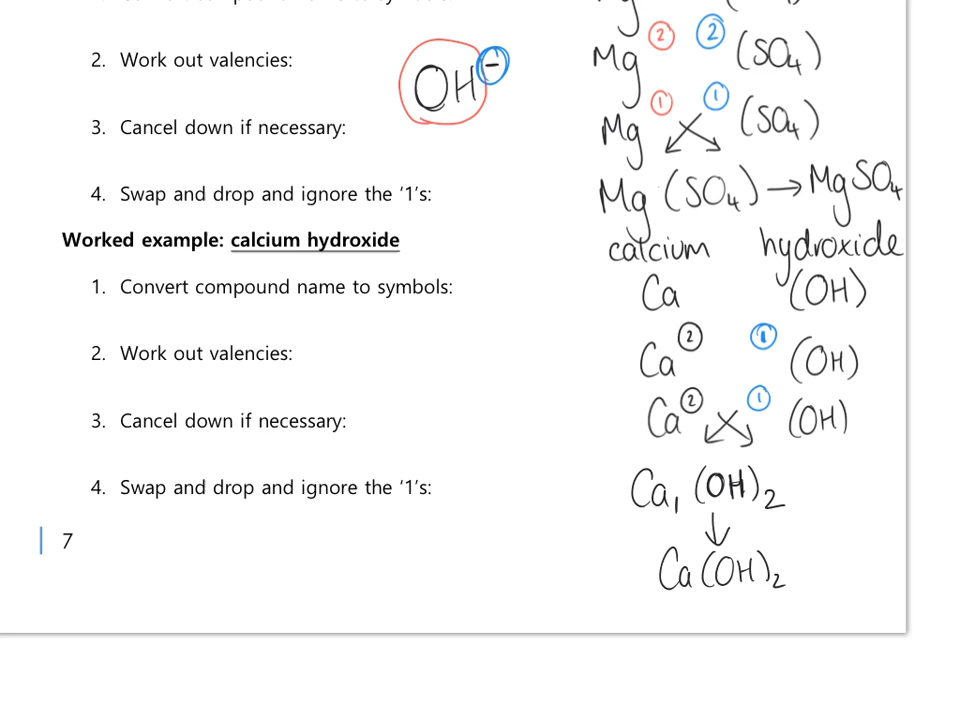 2. Work out valencies:
OH⁻
Mg ② ② (SO₄)
3. Cancel down if necessary:
Mg ① ① (SO₄)
4. Swap and drop and ignore the '1's:
Mg (SO₄) → MgSO₄
Worked example: calcium hydroxide
calcium hydroxide
1. Convert compound name to symbols:
Ca (OH)
2. Work out valencies:
Ca ② ① (OH)
3. Cancel down if necessary:
Ca ② ① (OH)
4. Swap and drop and ignore the '1's:
Ca₁ (OH)₂
↓
Ca(OH)₂
7